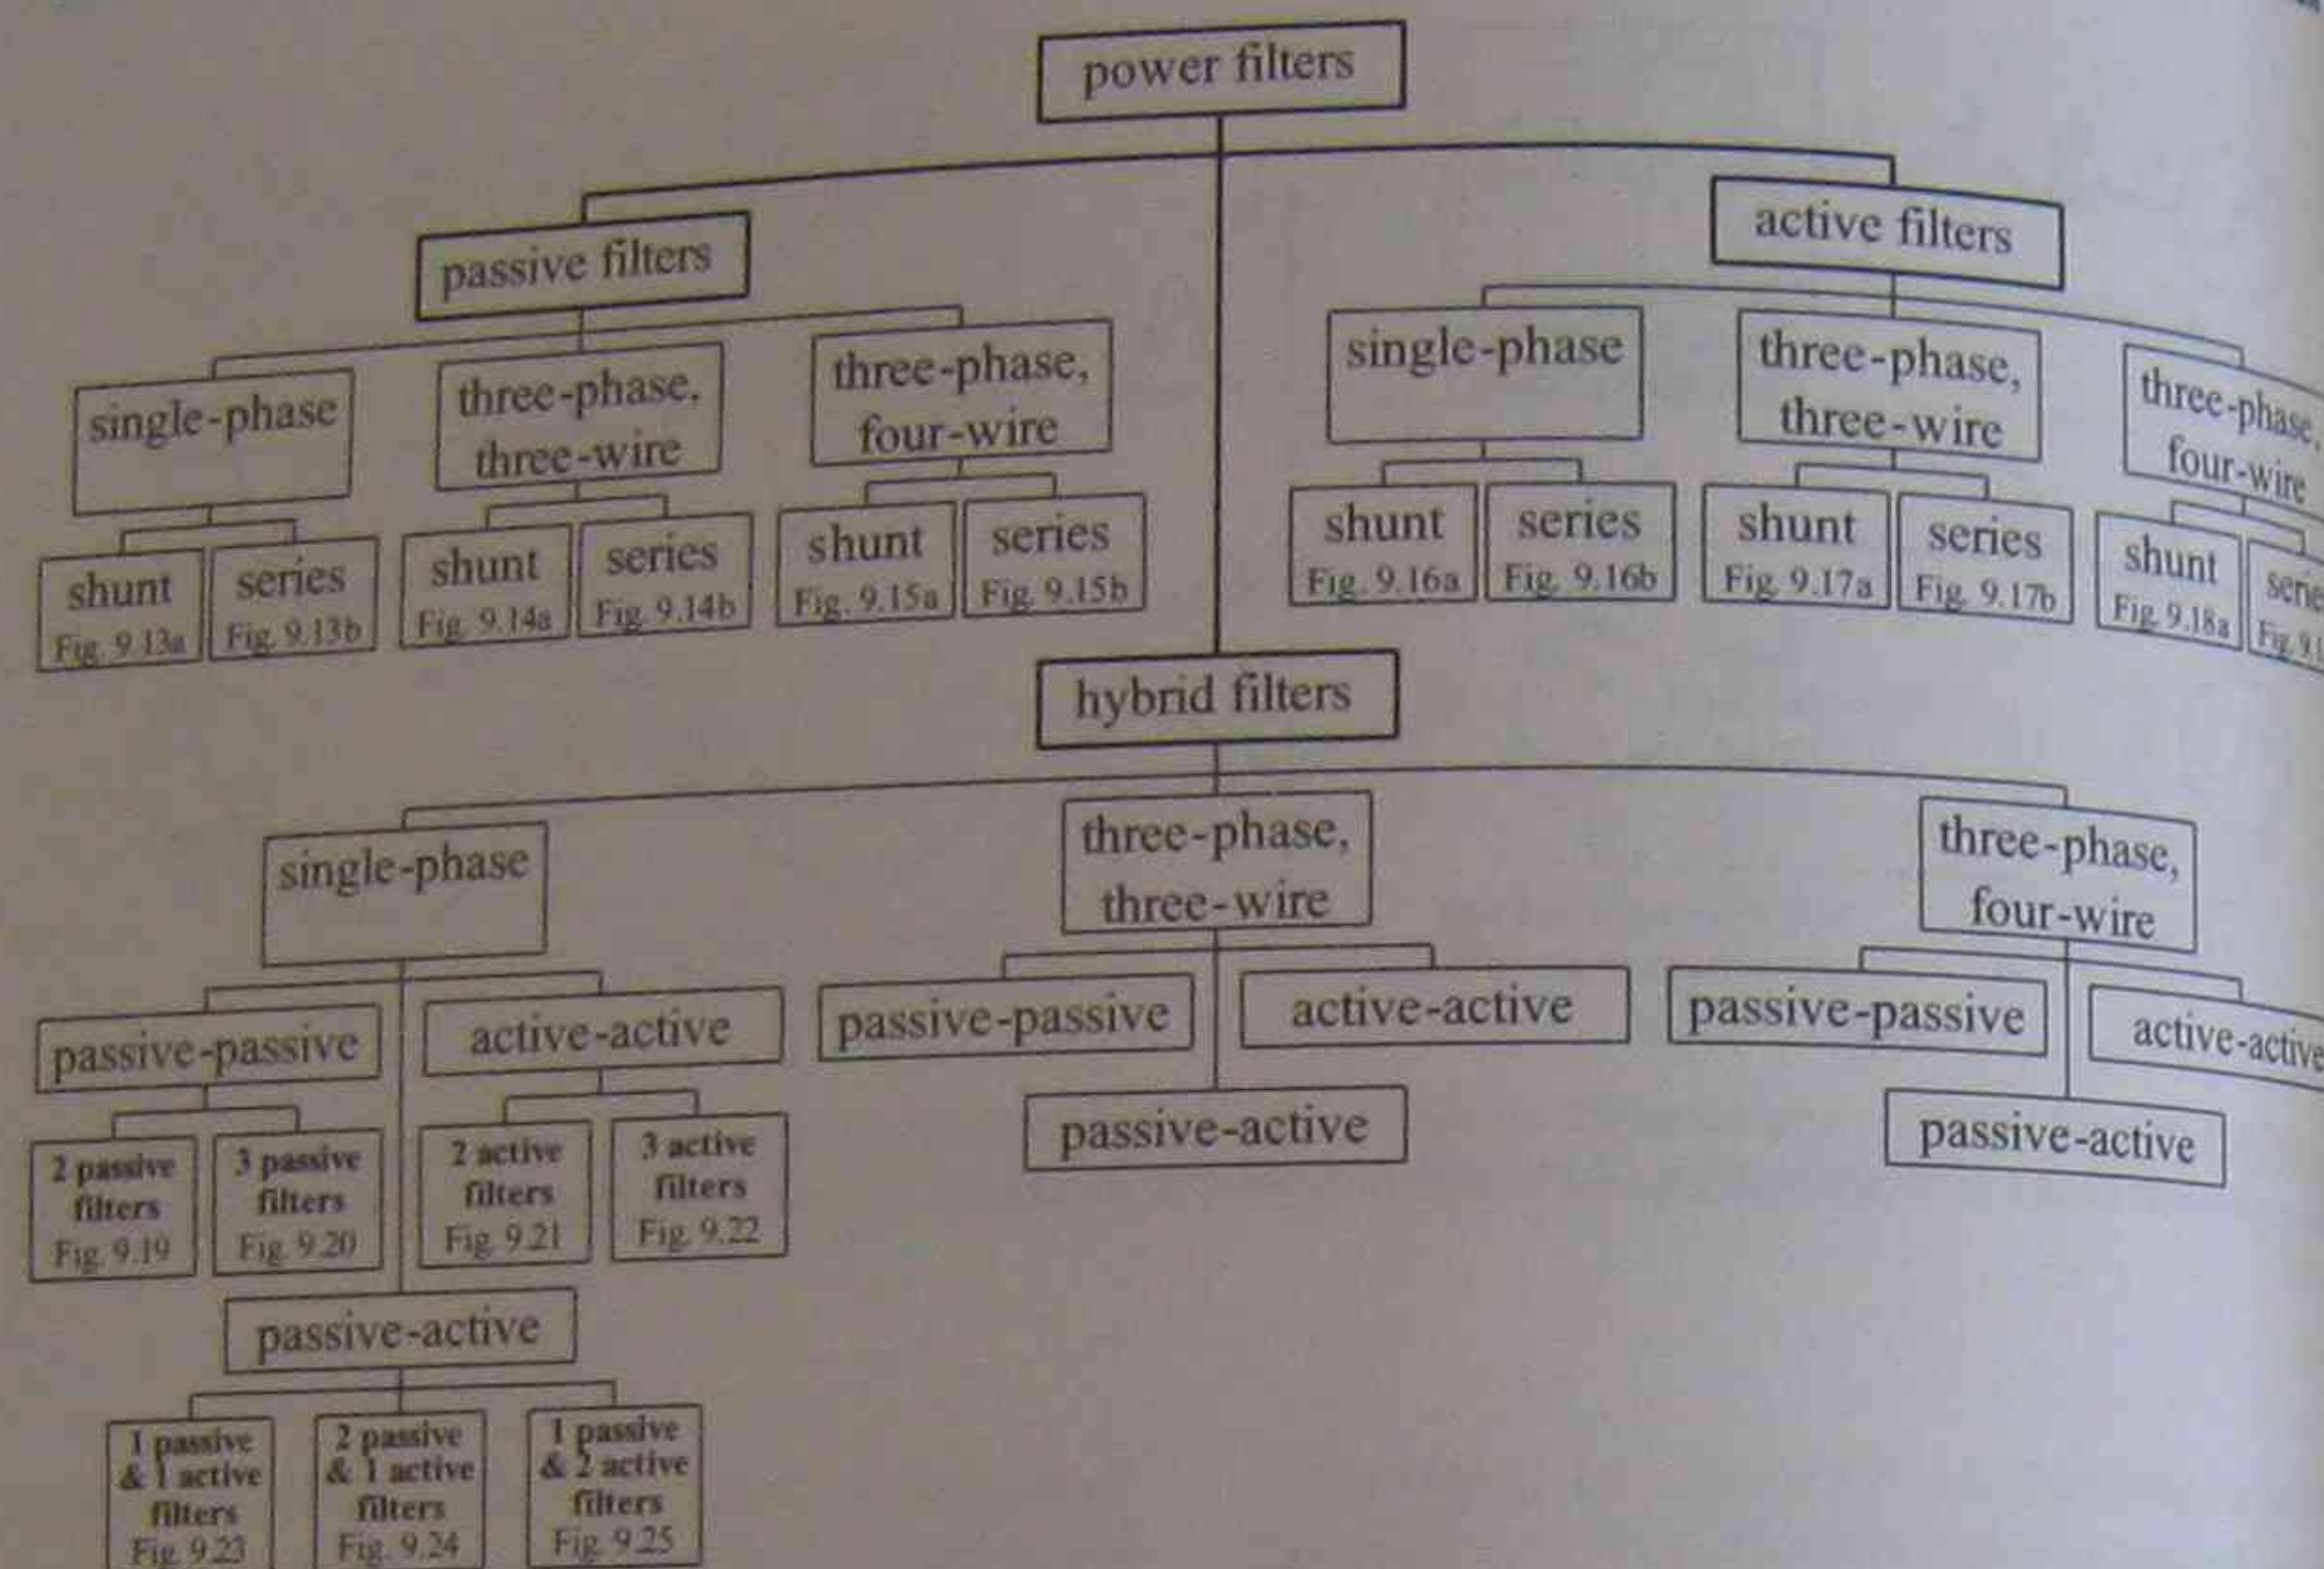 power filters
passive filters
active filters
single-phase
three-phase,
three-wire
three-phase,
four-wire
single-phase
three-phase,
three-wire
three-phase,
four-wire
shunt
Fig. 9.13a
series
Fig. 9.13b
shunt
Fig. 9.14a
series
Fig. 9.14b
shunt
Fig. 9.15a
series
Fig. 9.15b
shunt
Fig. 9.16a
series
Fig. 9.16b
shunt
Fig. 9.17a
series
Fig. 9.17b
shunt
Fig. 9.18a
Fig.
hybrid filters
single-phase
three-phase,
three-wire
three-phase,
four-wire
passive-passive
active-active
passive-passive
active-active
passive-passive
active-active
passive-active
passive-active
2 passive
filters
Fig. 9.19
3 passive
filters
Fig. 9.20
2 active
filters
Fig. 9.21
3 active
filters
Fig. 9.22
passive-active
1 passive
& 1 active
filters
Fig. 9.23
2 passive
& 1 active
filters
Fig. 9.24
1 passive
& 2 active
filters
Fig. 9.25